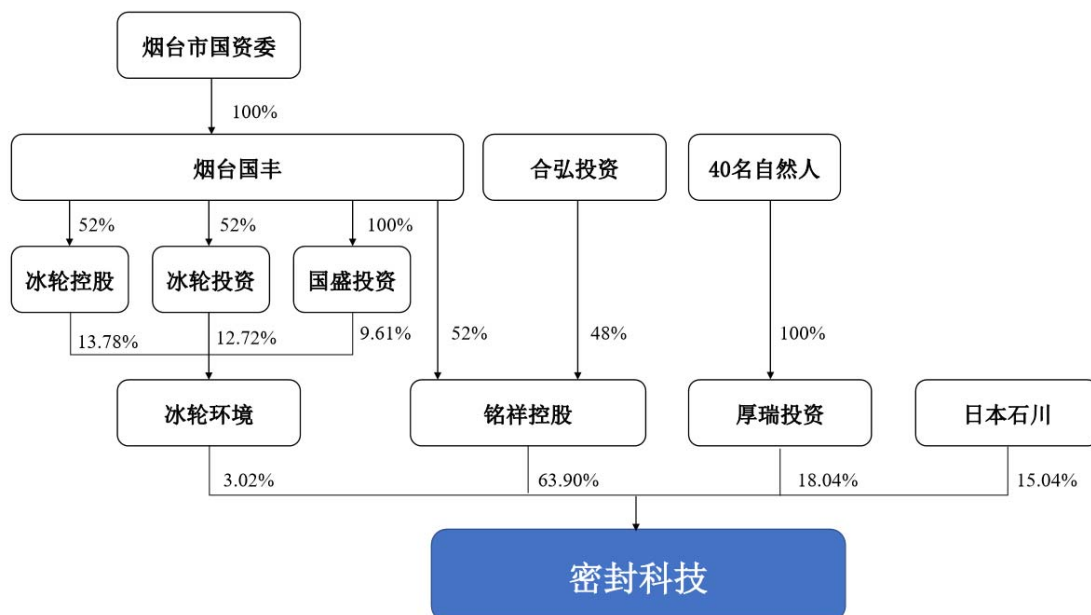 烟台市国资委
100%
烟台国丰
合弘投资
40名自然人
52%
52%
100%
冰轮控股
冰轮投资
国盛投资
13.78%
12.72%
9.61%
52%
48%
100%
冰轮环境
铭祥控股
厚瑞投资
日本石川
3.02%
63.90%
18.04%
15.04%
密封科技